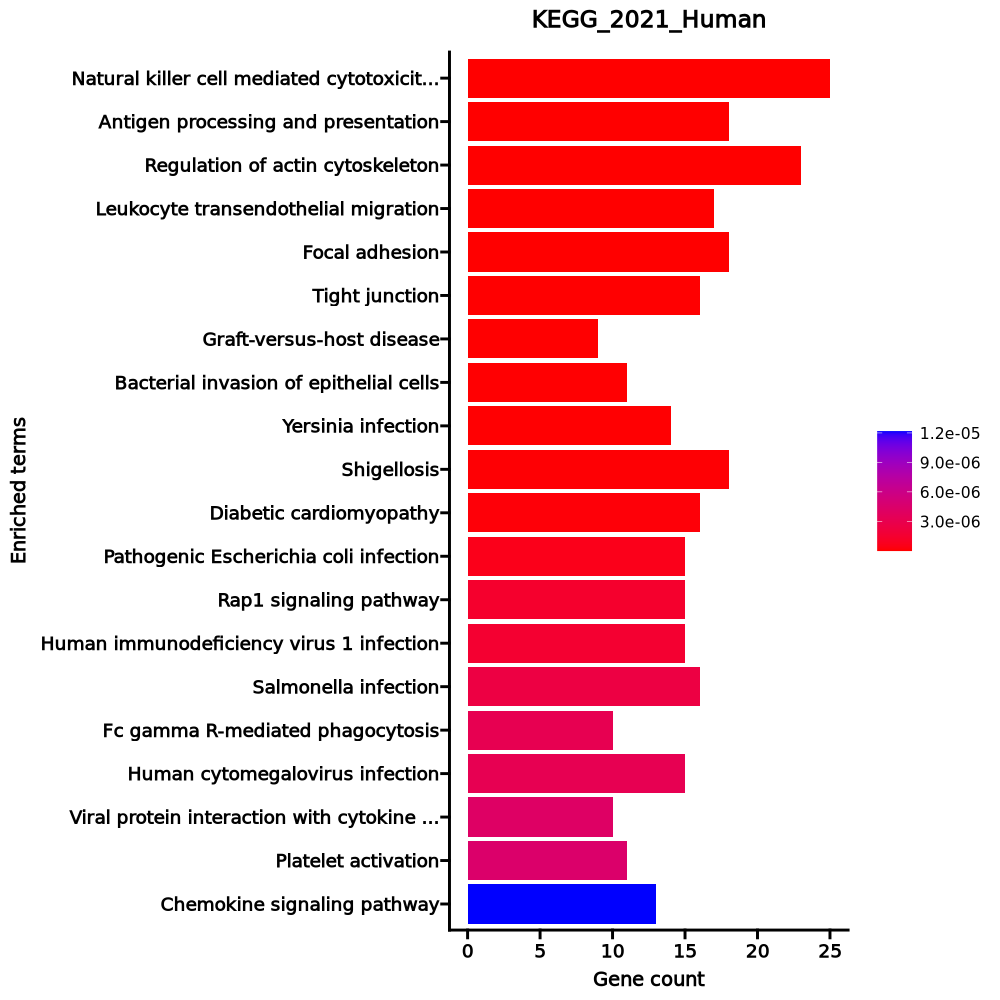 KEGG_2021_Human
Natural killer cell mediated cytotoxicit...
Antigen processing and presentation
Regulation of actin cytoskeleton
Leukocyte transendothelial migration
Focal adhesion
Tight junction
Graft-versus-host disease
Bacterial invasion of epithelial cells
Yersinia infection
Shigellosis
Diabetic cardiomyopathy
Pathogenic Escherichia coli infection
Rap1 signaling pathway
Human immunodeficiency virus 1 infection
Salmonella infection
Fc gamma R-mediated phagocytosis
Human cytomegalovirus infection
Viral protein interaction with cytokine ...
Platelet activation
Chemokine signaling pathway
Enriched terms
0 5 10 15 20 25
Gene count
1.2e-05
9.0e-06
6.0e-06
3.0e-06